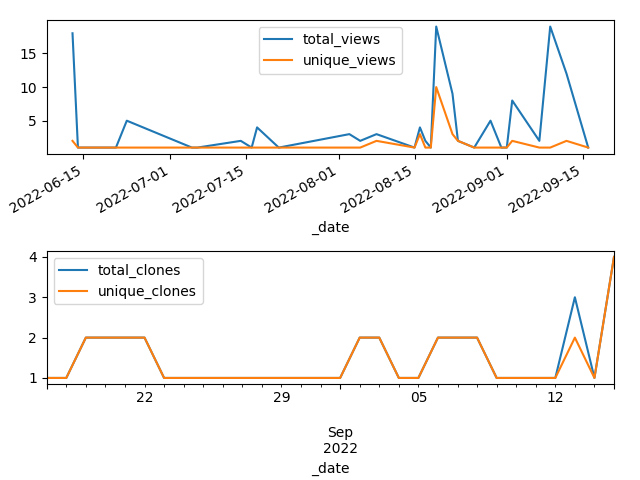 total_views
unique_views
15
10
5
2022-06-15
2022-07-01
2022-07-15
2022-08-01
2022-08-15
2022-09-01
2022-09-15
_date
total_clones
unique_clones
4
3
2
1
22
29
05
12
Sep
2022
_date